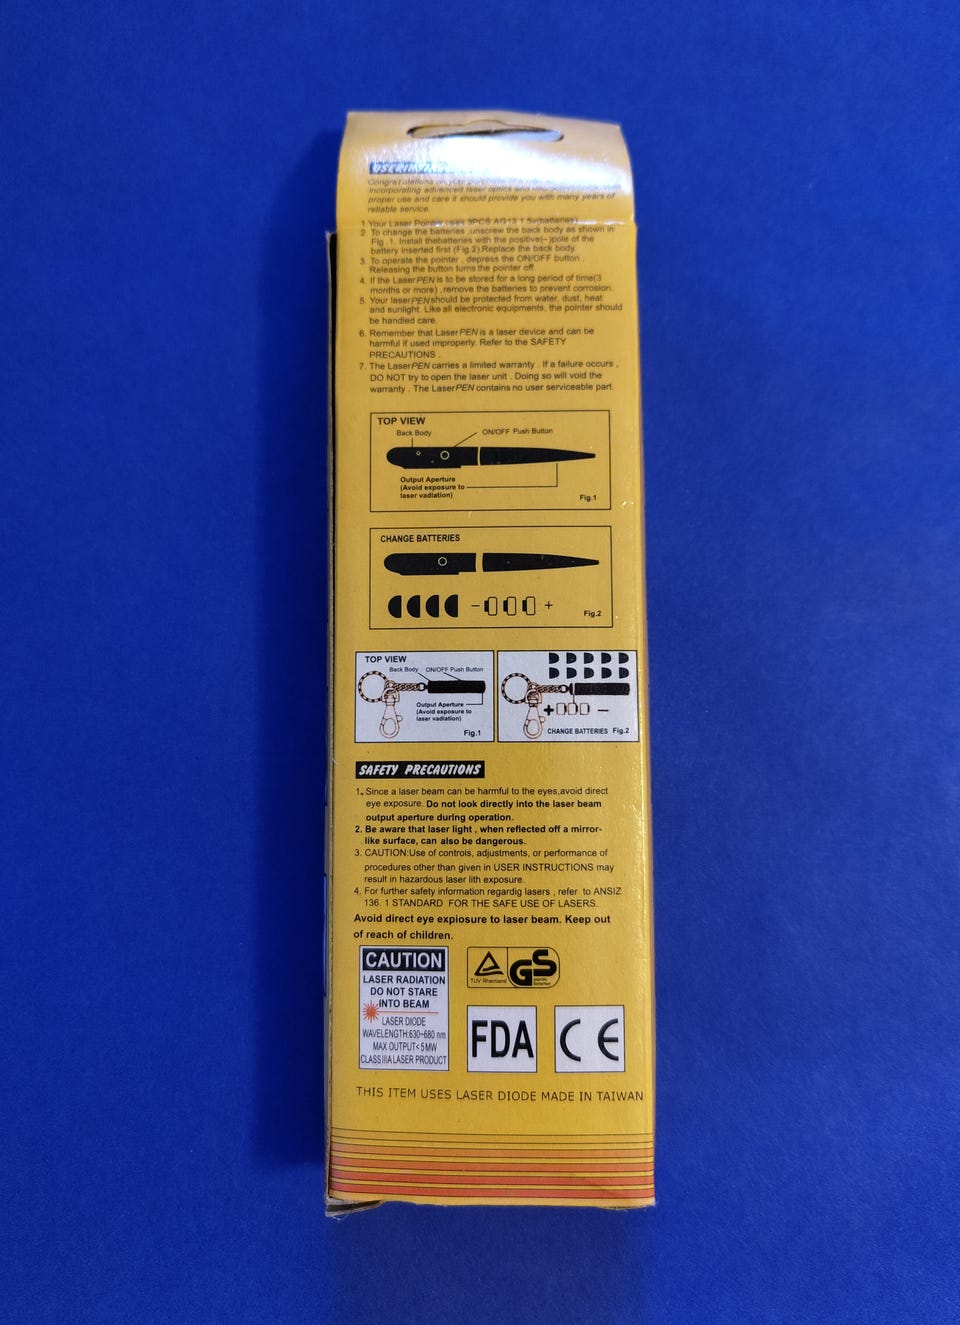 Congratulations on your purchase of a
incorporating advanced laser optics and
proper use and care it should provide you with many years of
reliable service.
1. Your Laser Pointer uses 3PCS AG13 1.5v(batteries)
2. To change the batteries ,unscrew the back body as shown in
Fig .1. Install thebatteries with the positive(–)pole of the
battery inserted first (Fig.2).Replace the back body.
3. To operate the pointer , depress the ON/OFF button .
Releasing the button turns the pointer off.
4. If the LaserPEN is to be stored for a long period of time(3
months or more) ,remove the batteries to prevent corrosion.
5. Your laserPEN should be protected from water, dust, heat
and sunlight. Like all electronic equipments, the pointer should
be handled care.
6. Remember that LaserPEN is a laser device and can be
harmful if used improperly. Refer to the SAFETY
PRECAUTIONS .
7. The LaserPEN carries a limited warranty . If a failure occurs ,
DO NOT try to open the laser unit . Doing so will void the
warranty . The LaserPEN contains no user serviceable part.
TOP VIEW
Back Body
ON/OFF Push Button
Output Aperture
(Avoid exposure to
laser vadiation)
Fig.1
CHANGE BATTERIES
– +
Fig.2
TOP VIEW
Back Body ON/OFF Push Button
Output Aperture
(Avoid exposure to
laser vadiation)
Fig.1
+ –
CHANGE BATTERIES Fig.2
SAFETY PRECAUTIONS
1. Since a laser beam can be harmful to the eyes,avoid direct
eye exposure. Do not look directly into the laser beam
output aperture during operation.
2. Be aware that laser light , when reflected off a mirror-
like surface, can also be dangerous.
3. CAUTION:Use of controls, adjustments, or performance of
procedures other than given in USER INSTRUCTIONS may
result in hazardous laser lith exposure.
4. For further safety information regardig lasers , refer to ANSIZ
136. 1 STANDARD FOR THE SAFE USE OF LASERS.
Avoid direct eye expiosure to laser beam. Keep out
of reach of children.
CAUTION
LASER RADIATION
DO NOT STARE
INTO BEAM
LASER DIODE
WAVELENGTH:630~680 nm
MAX OUTPUT<5MW
CLASS IIIA LASER PRODUCT
TUV Rheinland
GS
geprüfte
Sicherheit
FDA
CE
THIS ITEM USES LASER DIODE MADE IN TAIWAN